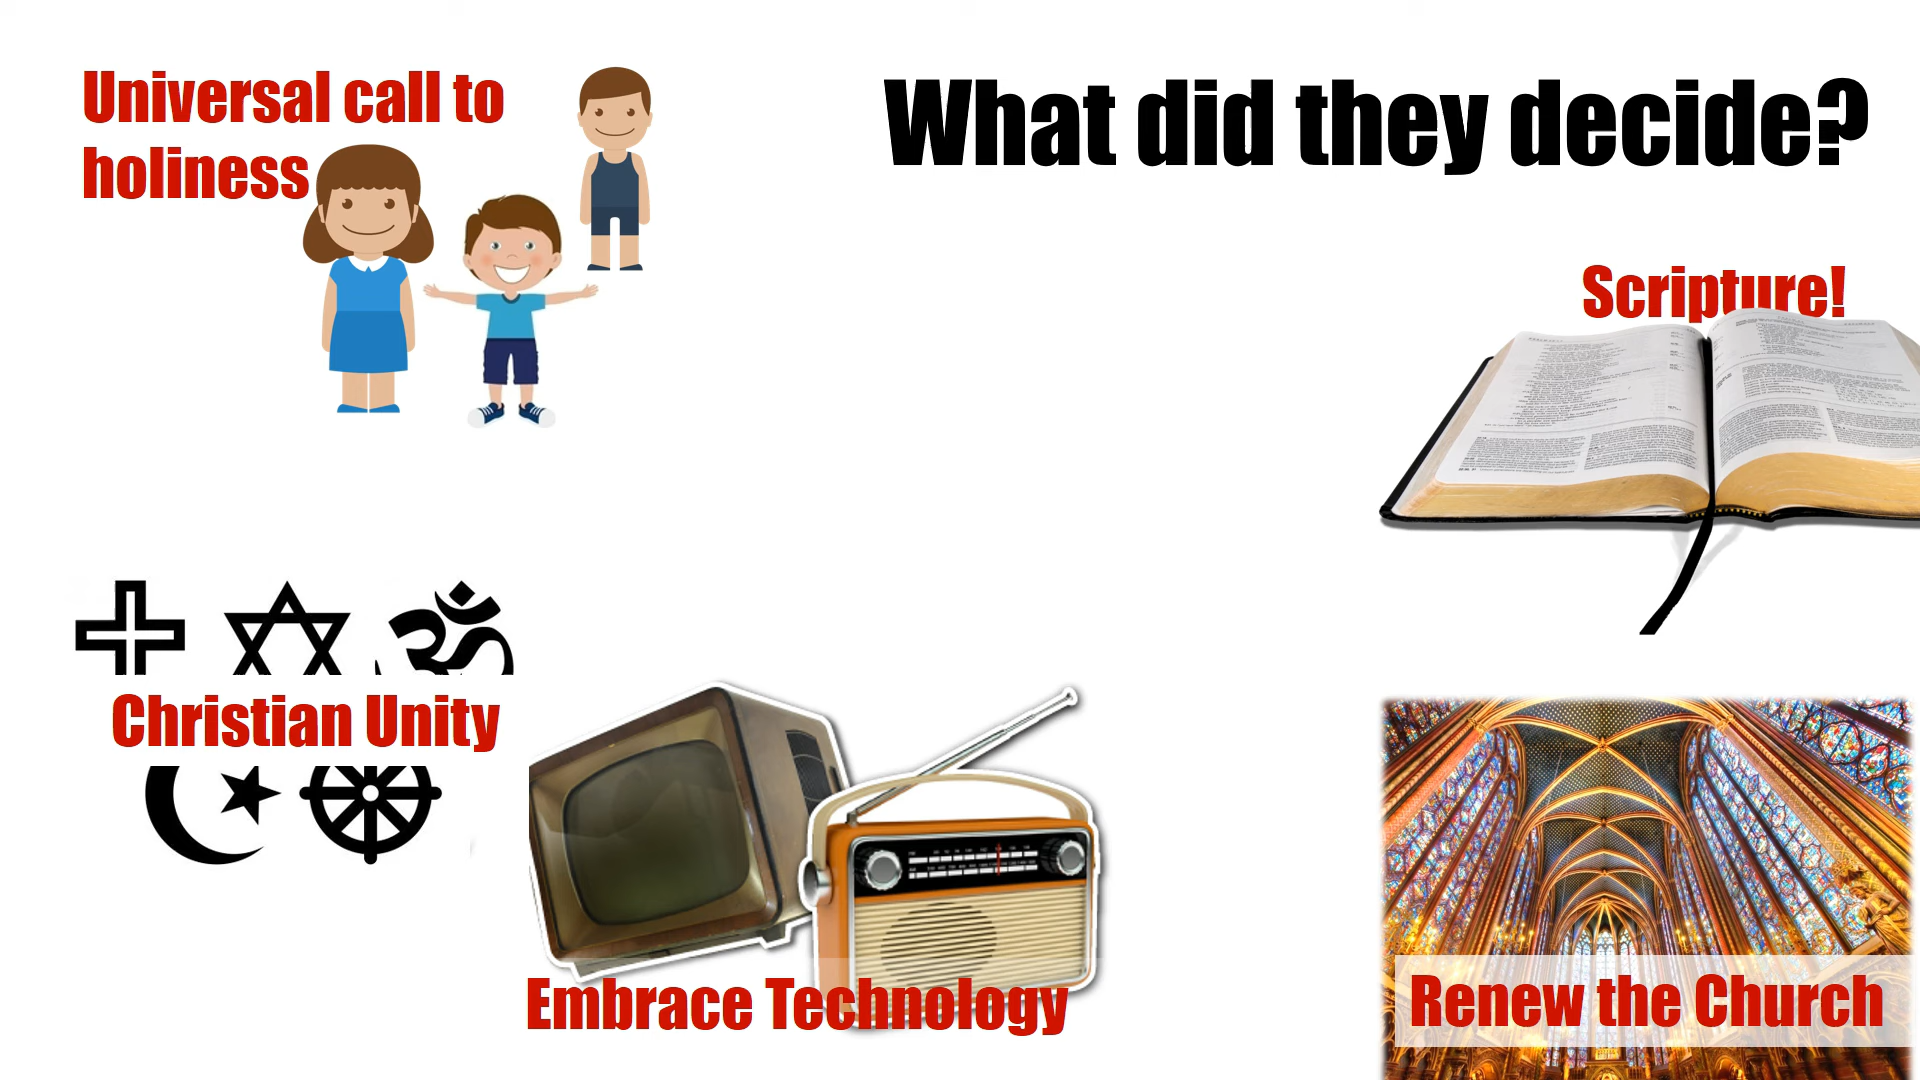 Universal call to
holiness
What did they decide?
Scripture!
Christian Unity
Embrace Technology
Renew the Church